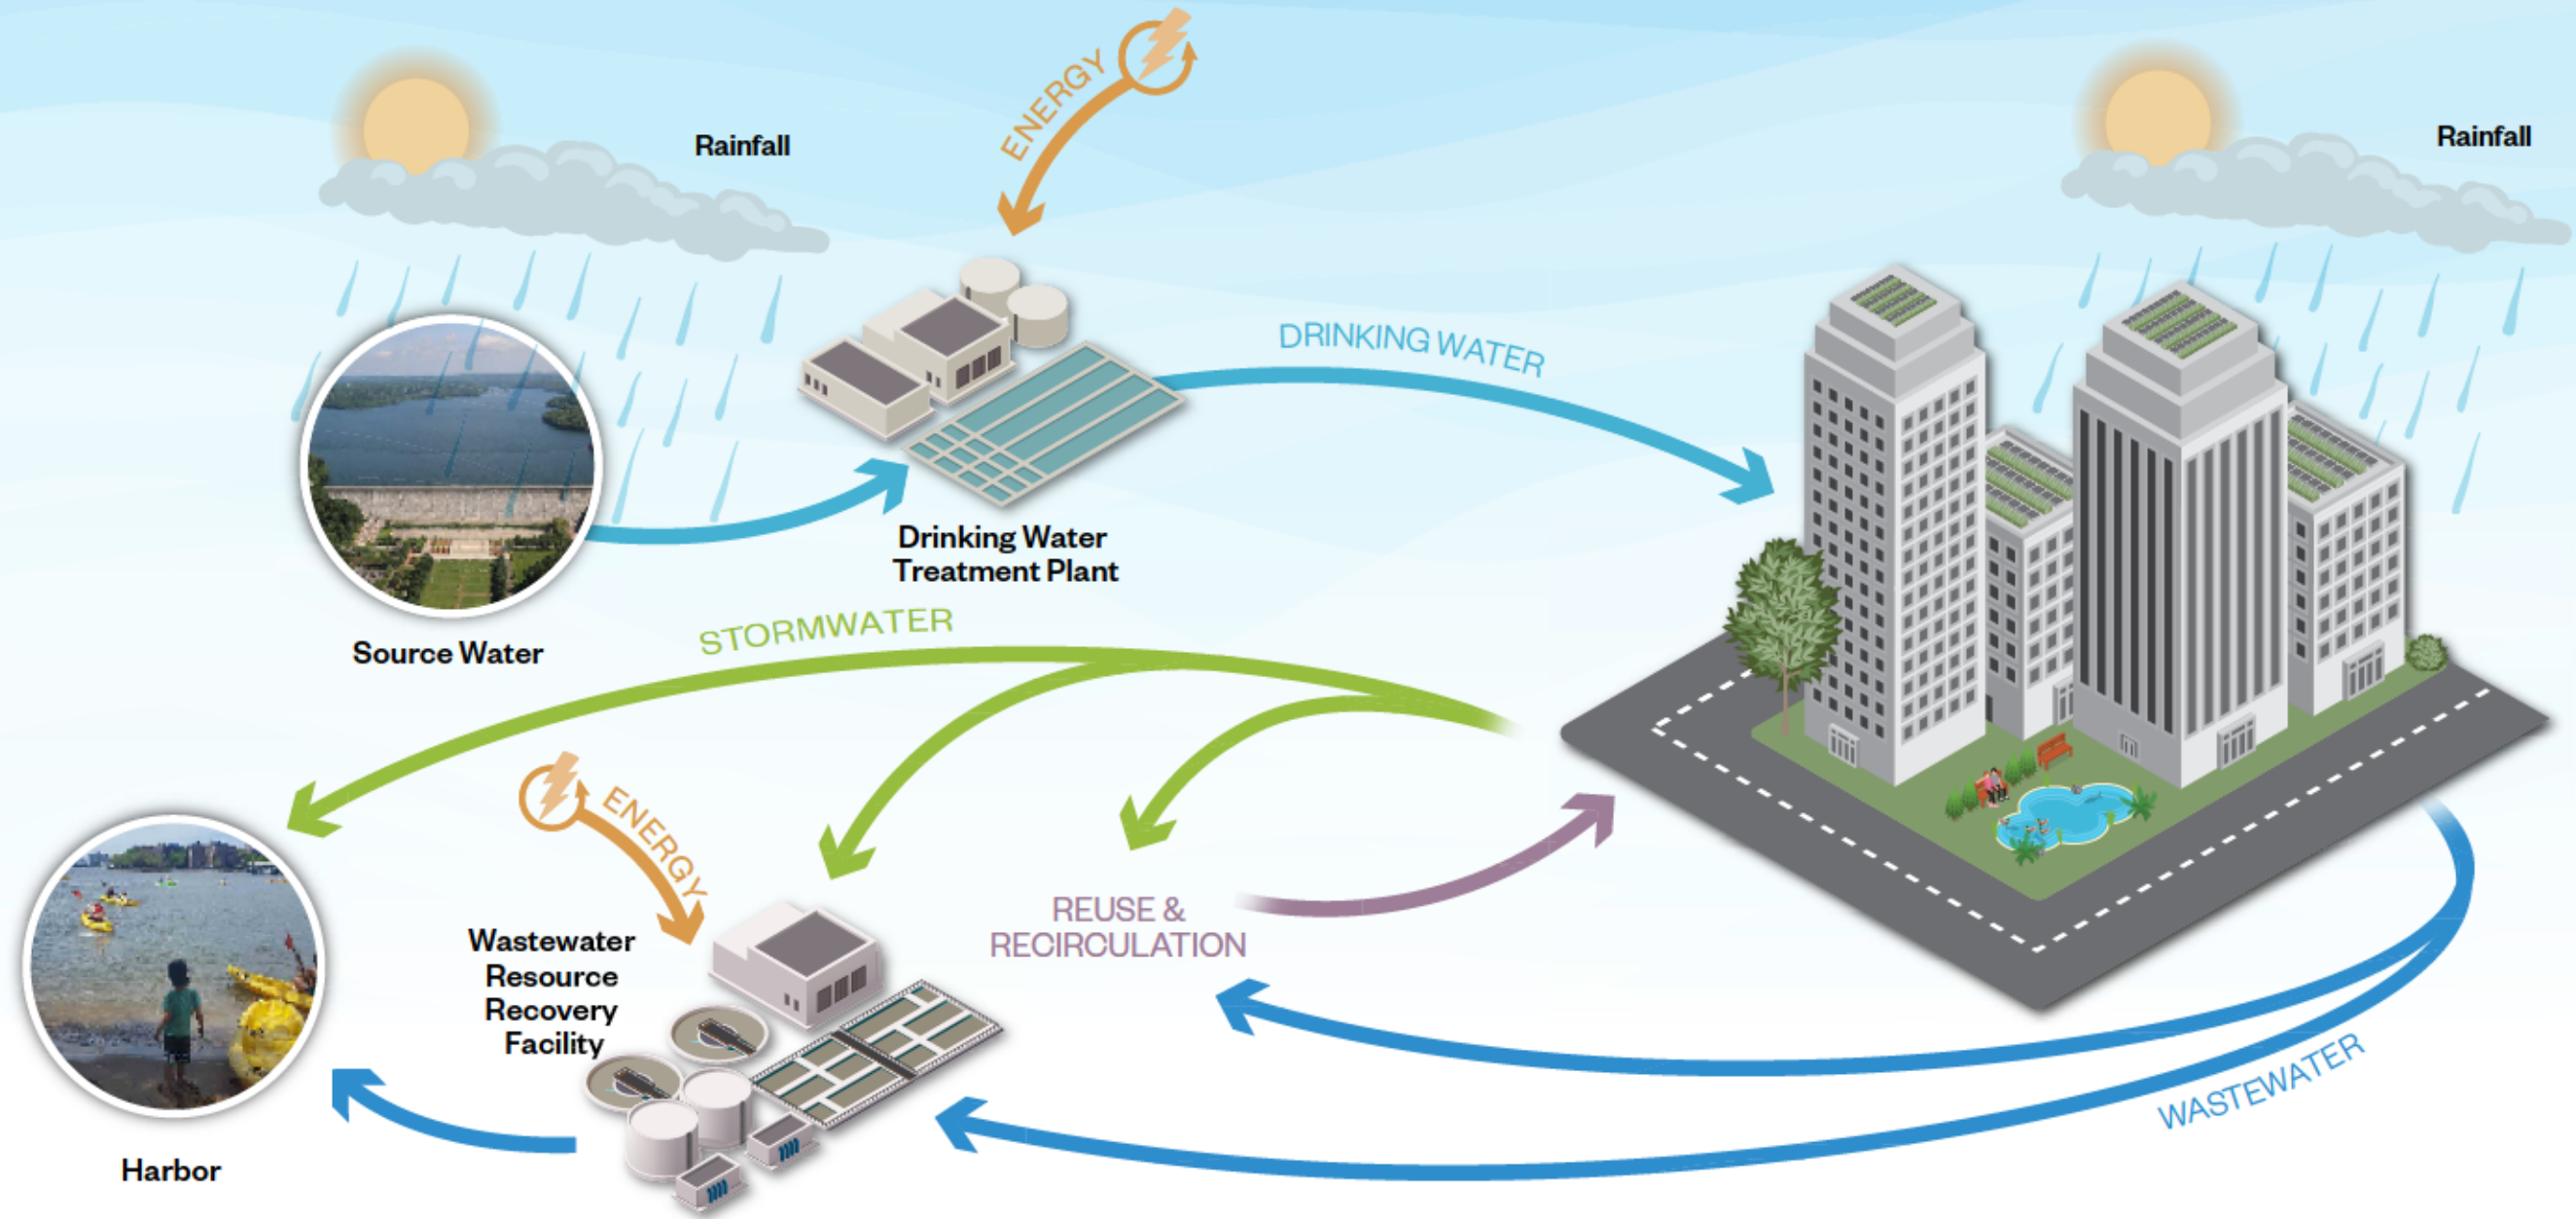 ENERGY
Rainfall
Rainfall
DRINKING WATER
Drinking Water
Treatment Plant
STORMWATER
Source Water
ENERGY
REUSE &
RECIRCULATION
Wastewater
Resource
Recovery
Facility
WASTEWATER
Harbor